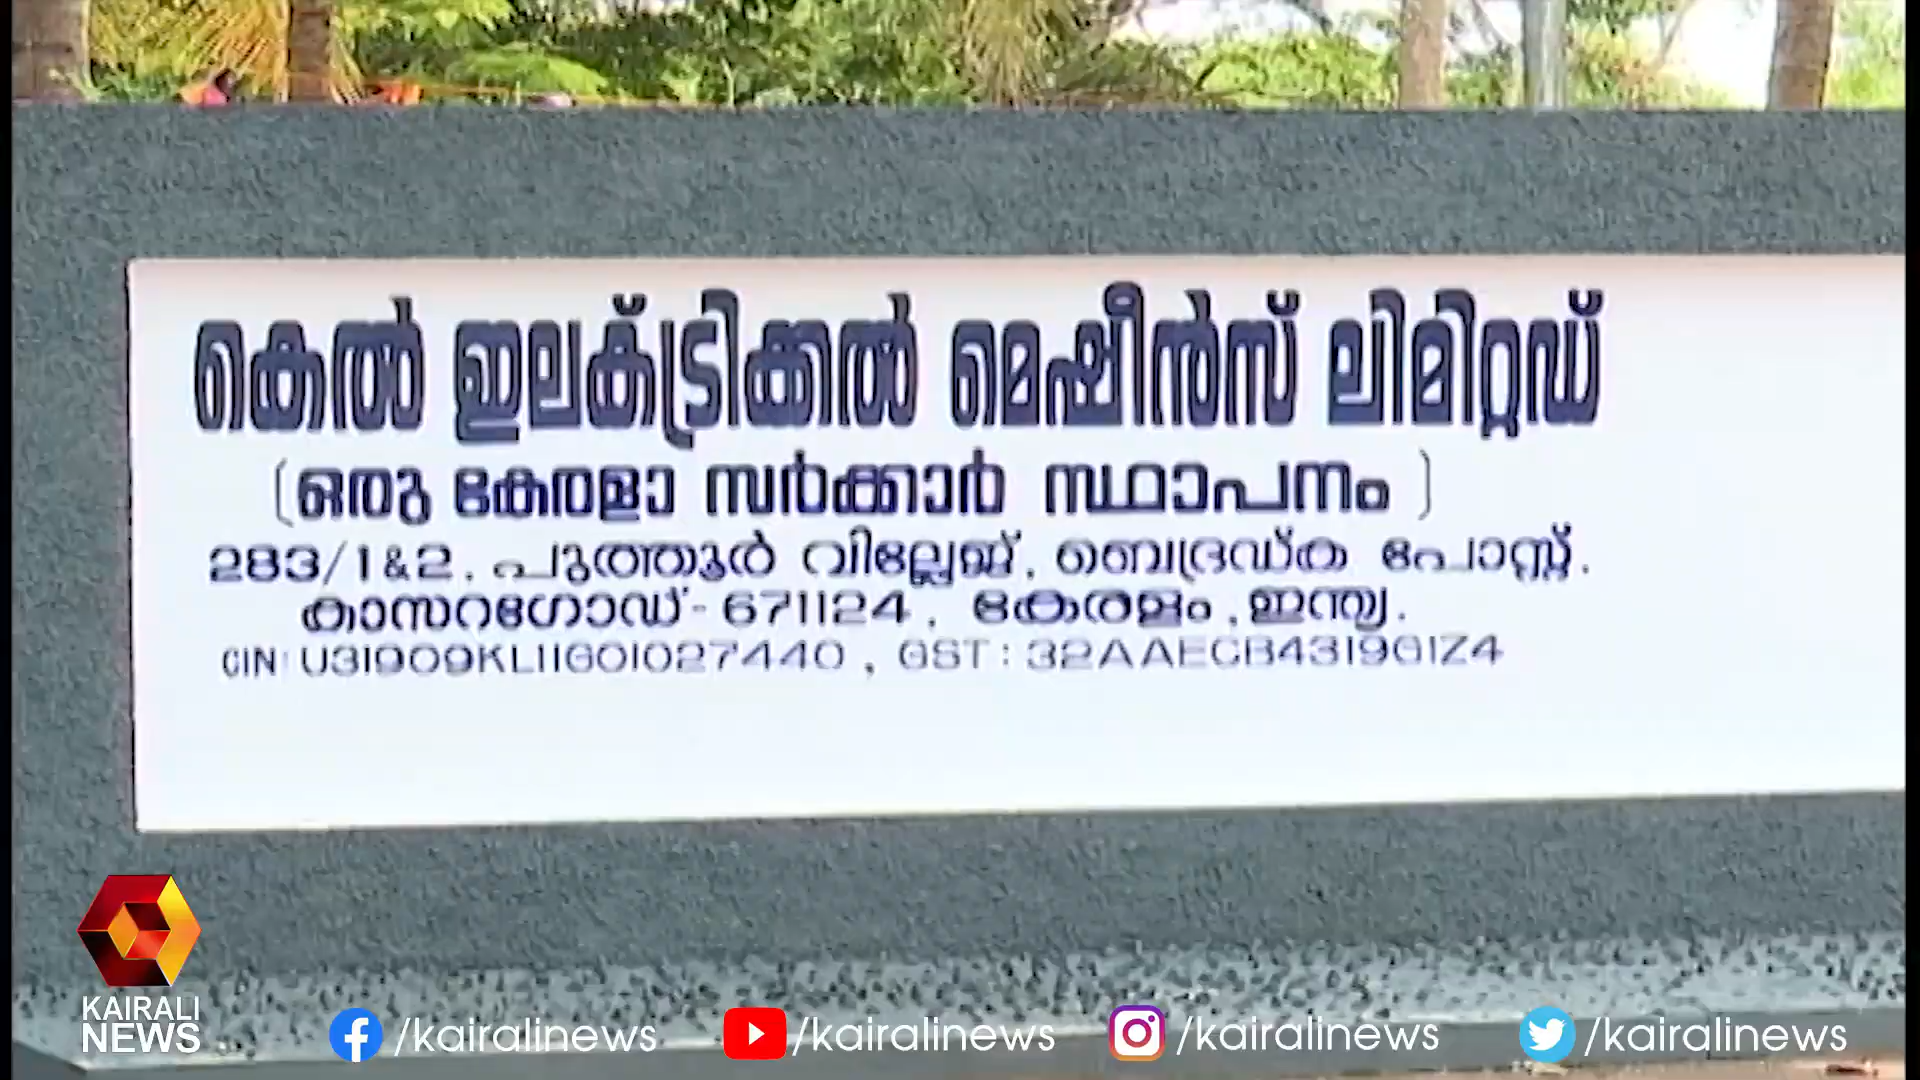 കെൽ ഇലക്ട്രിക്കൽ മെഷീൻസ് ലിമിറ്റഡ്
(ഒരു കേരളാ സർക്കാർ സ്ഥാപനം)
283/1&2, പുത്തൂർ വില്ലേജ്, ബെദ്രഡ്ക പോസ്റ്റ്,
കാസറഗോഡ് - 671124, കേരളം, ഇന്ത്യ.
CIN: U31909KL11GOI027440, GST: 32AAECB4319G1Z4
KAIRALI
NEWS
/kairalinews /kairalinews /kairalinews /kairalinews